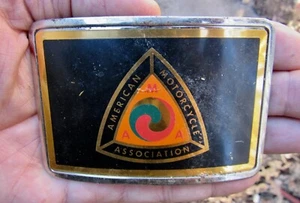 AMERICAN
MOTORCYCLE
ASSOCIATION
M
A A